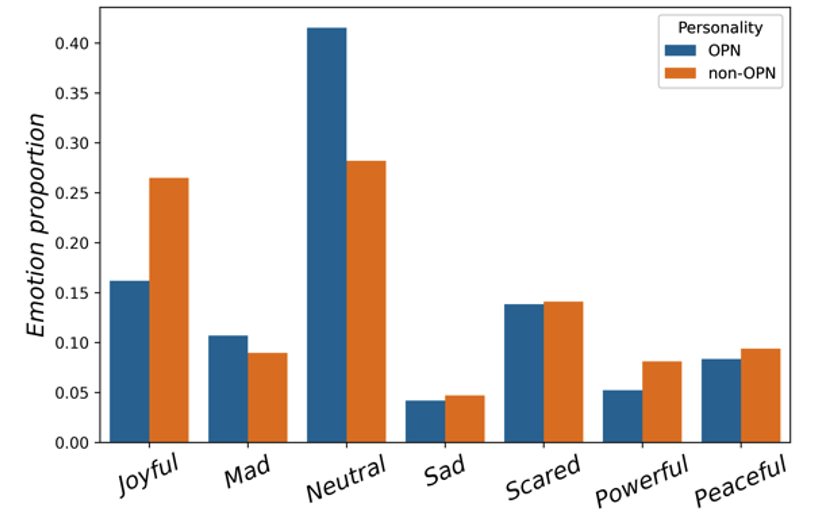 Personality
OPN
non-OPN
Emotion proportion
0.40
0.35
0.30
0.25
0.20
0.15
0.10
0.05
0.00
Joyful Mad Neutral Sad Scared Powerful Peaceful